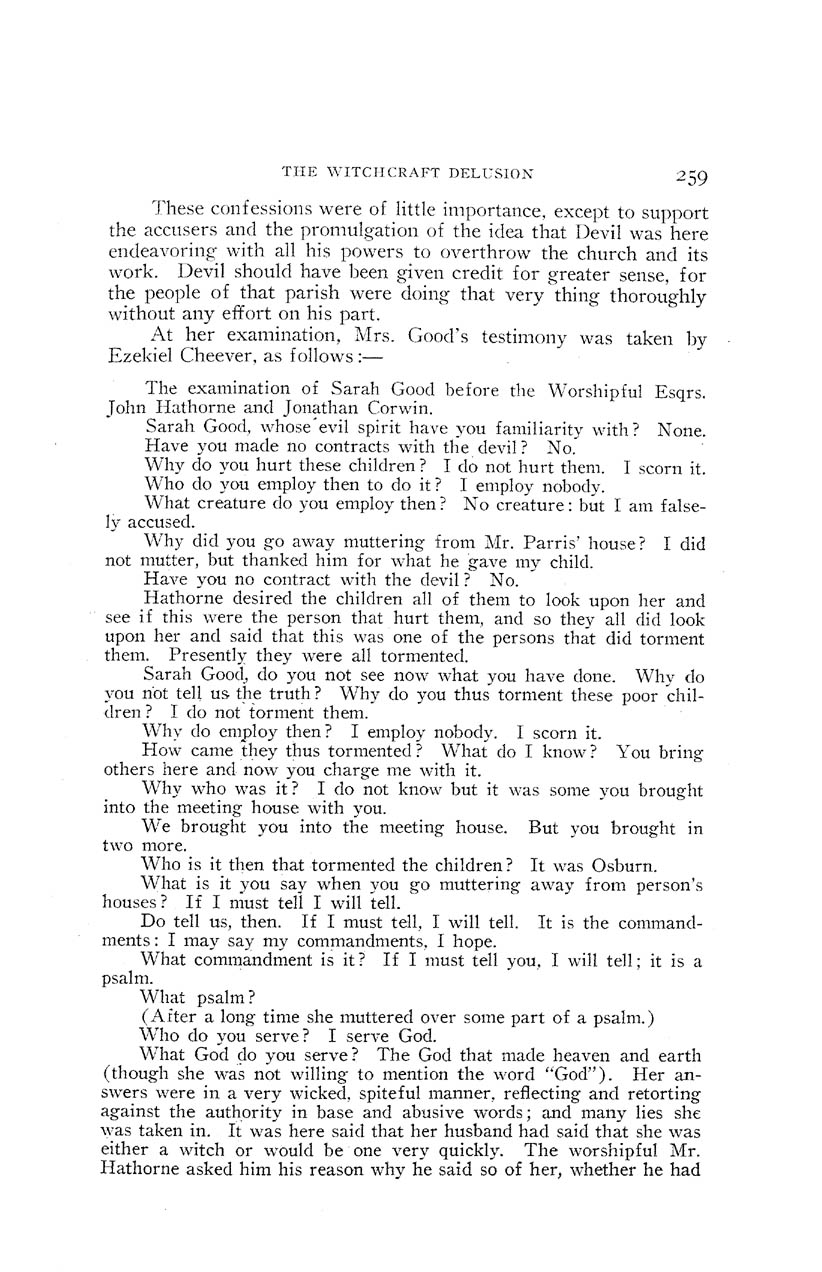 THE WITCHCRAFT DELUSION 259
These confessions were of little importance, except to support
the accusers and the promulgation of the idea that Devil was here
endeavoring with all his powers to overthrow the church and its
work. Devil should have been given credit for greater sense, for
the people of that parish were doing that very thing thoroughly
without any effort on his part.
At her examination, Mrs. Good's testimony was taken by
Ezekiel Cheever, as follows:—
The examination of Sarah Good before the Worshipful Esqrs.
John Hathorne and Jonathan Corwin.
Sarah Good, whose evil spirit have you familiarity with? None.
Have you made no contracts with the devil? No.
Why do you hurt these children? I do not hurt them. I scorn it.
Who do you employ then to do it? I employ nobody.
What creature do you employ then? No creature: but I am false-
ly accused.
Why did you go away muttering from Mr. Parris' house? I did
not mutter, but thanked him for what he gave my child.
Have you no contract with the devil? No.
Hathorne desired the children all of them to look upon her and
see if this were the person that hurt them, and so they all did look
upon her and said that this was one of the persons that did torment
them. Presently they were all tormented.
Sarah Good, do you not see now what you have done. Why do
you not tell us the truth? Why do you thus torment these poor chil-
dren? I do not torment them.
Why do employ then? I employ nobody. I scorn it.
How came they thus tormented? What do I know? You bring
others here and now you charge me with it.
Why who was it? I do not know but it was some you brought
into the meeting house with you.
We brought you into the meeting house. But you brought in
two more.
Who is it then that tormented the children? It was Osburn.
What is it you say when you go muttering away from person's
houses? If I must tell I will tell.
Do tell us, then. If I must tell, I will tell. It is the command-
ments: I may say my commandments, I hope.
What commandment is it? If I must tell you, I will tell; it is a
psalm.
What psalm?
(After a long time she muttered over some part of a psalm.)
Who do you serve? I serve God.
What God do you serve? The God that made heaven and earth
(though she was not willing to mention the word "God"). Her an-
swers were in a very wicked, spiteful manner, reflecting and retorting
against the authority in base and abusive words; and many lies she
was taken in. It was here said that her husband had said that she was
either a witch or would be one very quickly. The worshipful Mr.
Hathorne asked him his reason why he said so of her, whether he had